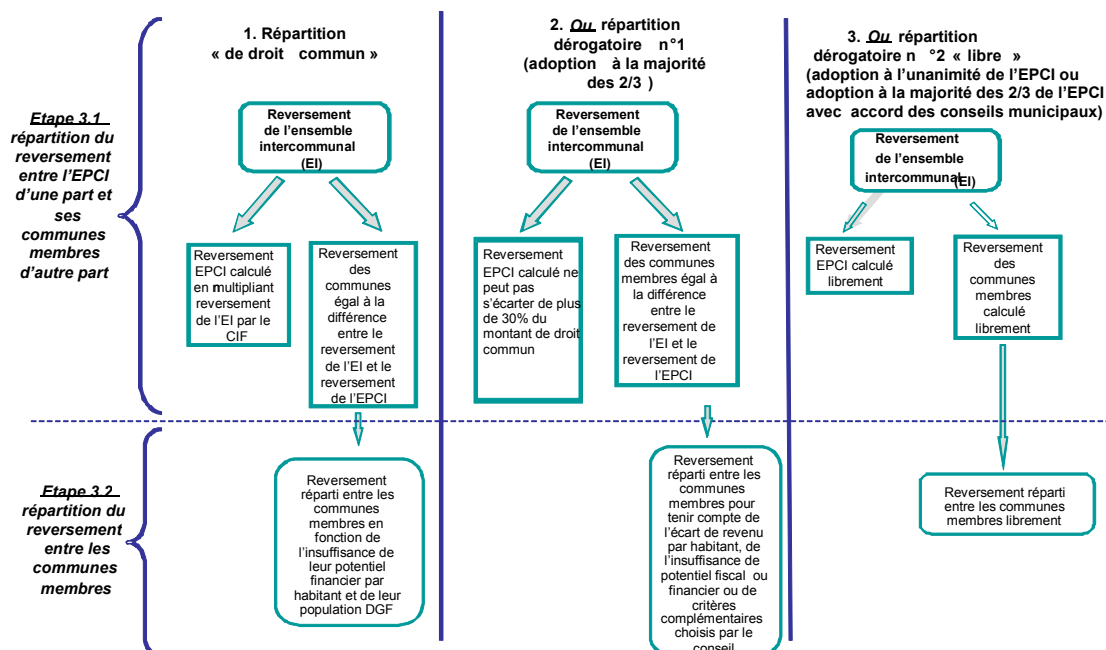 1. Répartition
« de droit commun »
2. Ou répartition
dérogatoire n°1
(adoption à la majorité
des 2/3 )
3. Ou répartition
dérogatoire n °2 « libre »
(adoption à l'unanimité de l'EPCI ou
adoption à la majorité des 2/3 de l'EPCI
avec accord des conseils municipaux)
Etape 3.1
répartition du
reversement
entre l'EPCI
d'une part et
ses
communes
membres
d'autre part
Reversement
de l'ensemble
intercommunal
(EI)
Reversement
EPCI calculé
en multipliant
reversement
de l'EI par le
CIF
Reversement
des
communes
égal à la
différence
entre le
reversement
de l'EI et le
reversement
de l'EPCI
Reversement
de l'ensemble
intercommunal
(EI)
Reversement
EPCI calculé ne
peut pas
s'écarter de plus
de 30% du
montant de droit
commun
Reversement
des communes
membres égal à
la différence
entre le
reversement de
l'EI et le
reversement de
l'EPCI
Reversement
de l'ensemble
intercommunal
(EI)
Reversement
EPCI calculé
librement
Reversement
des
communes
membres
calculé
librement
Etape 3.2
répartition du
reversement
entre les
communes
membres
Reversement
réparti entre les
communes
membres en
fonction de
l'insuffisance de
leur potentiel
financier par
habitant et de leur
population DGF
Reversement
réparti entre les
communes
membres pour
tenir compte de
l'écart de revenu
par habitant, de
l'insuffisance de
potentiel fiscal ou
financier ou de
critères
complémentaires
choisis par le
conseil
Reversement réparti
entre les communes
membres librement